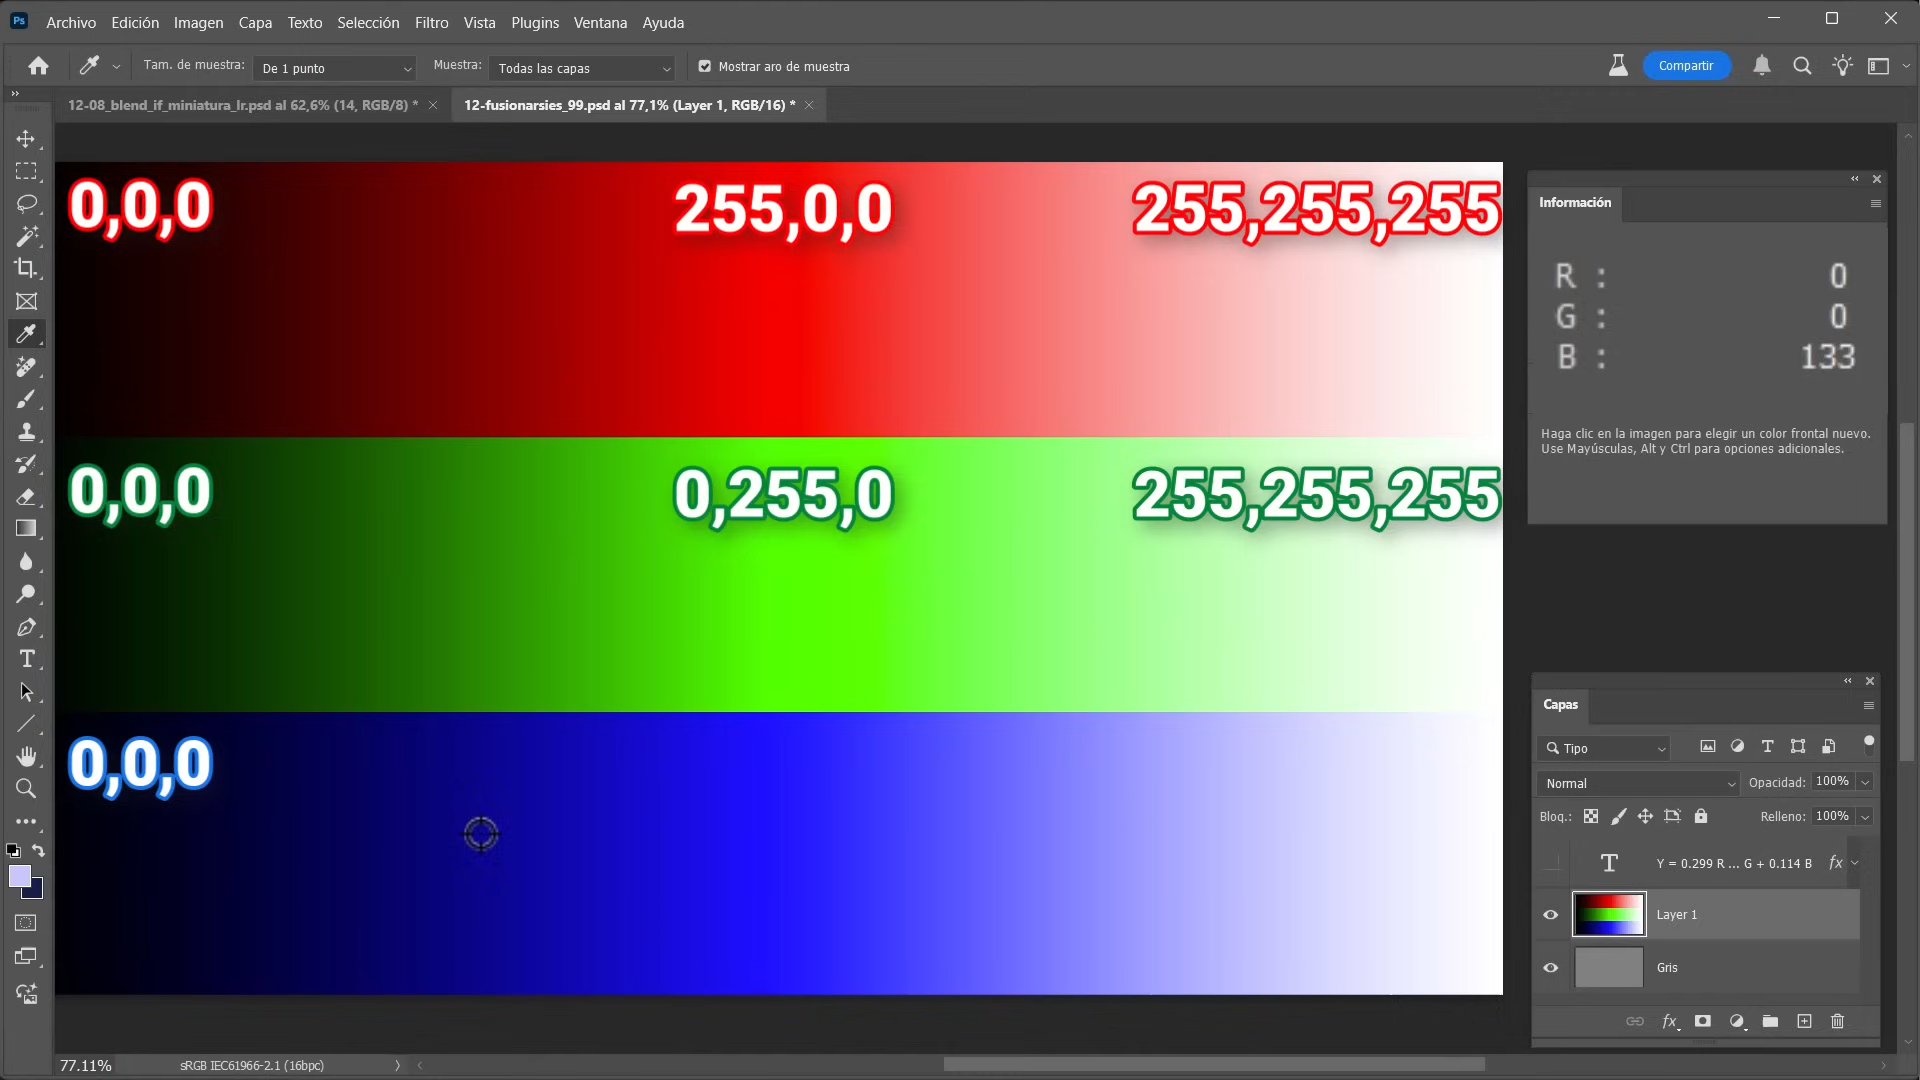 Ps Archivo Edición Imagen Capa Texto Selección Filtro Vista Plugins Ventana Ayuda
Tam. de muestra: De 1 punto Muestra: Todas las capas Mostrar aro de muestra Compartir
12-08_blend_if_miniatura_lr.psd al 62,6% (14, RGB/8) * 12-fusionarsies_99.psd al 77,1% (Layer 1, RGB/16) *
0,0,0 255,0,0 255,255,255
Información
R : 0
G : 0
B : 133
Haga clic en la imagen para elegir un color frontal nuevo.
Use Mayúsculas, Alt y Ctrl para opciones adicionales.
0,0,0 0,255,0 255,255,255
0,0,0
Capas
Tipo
Normal Opacidad: 100%
Bloq.: Relleno: 100%
T Y = 0.299 R ... G + 0.114 B fx
Layer 1
Gris
fx
77.11% sRGB IEC61966-2.1 (16bpc)